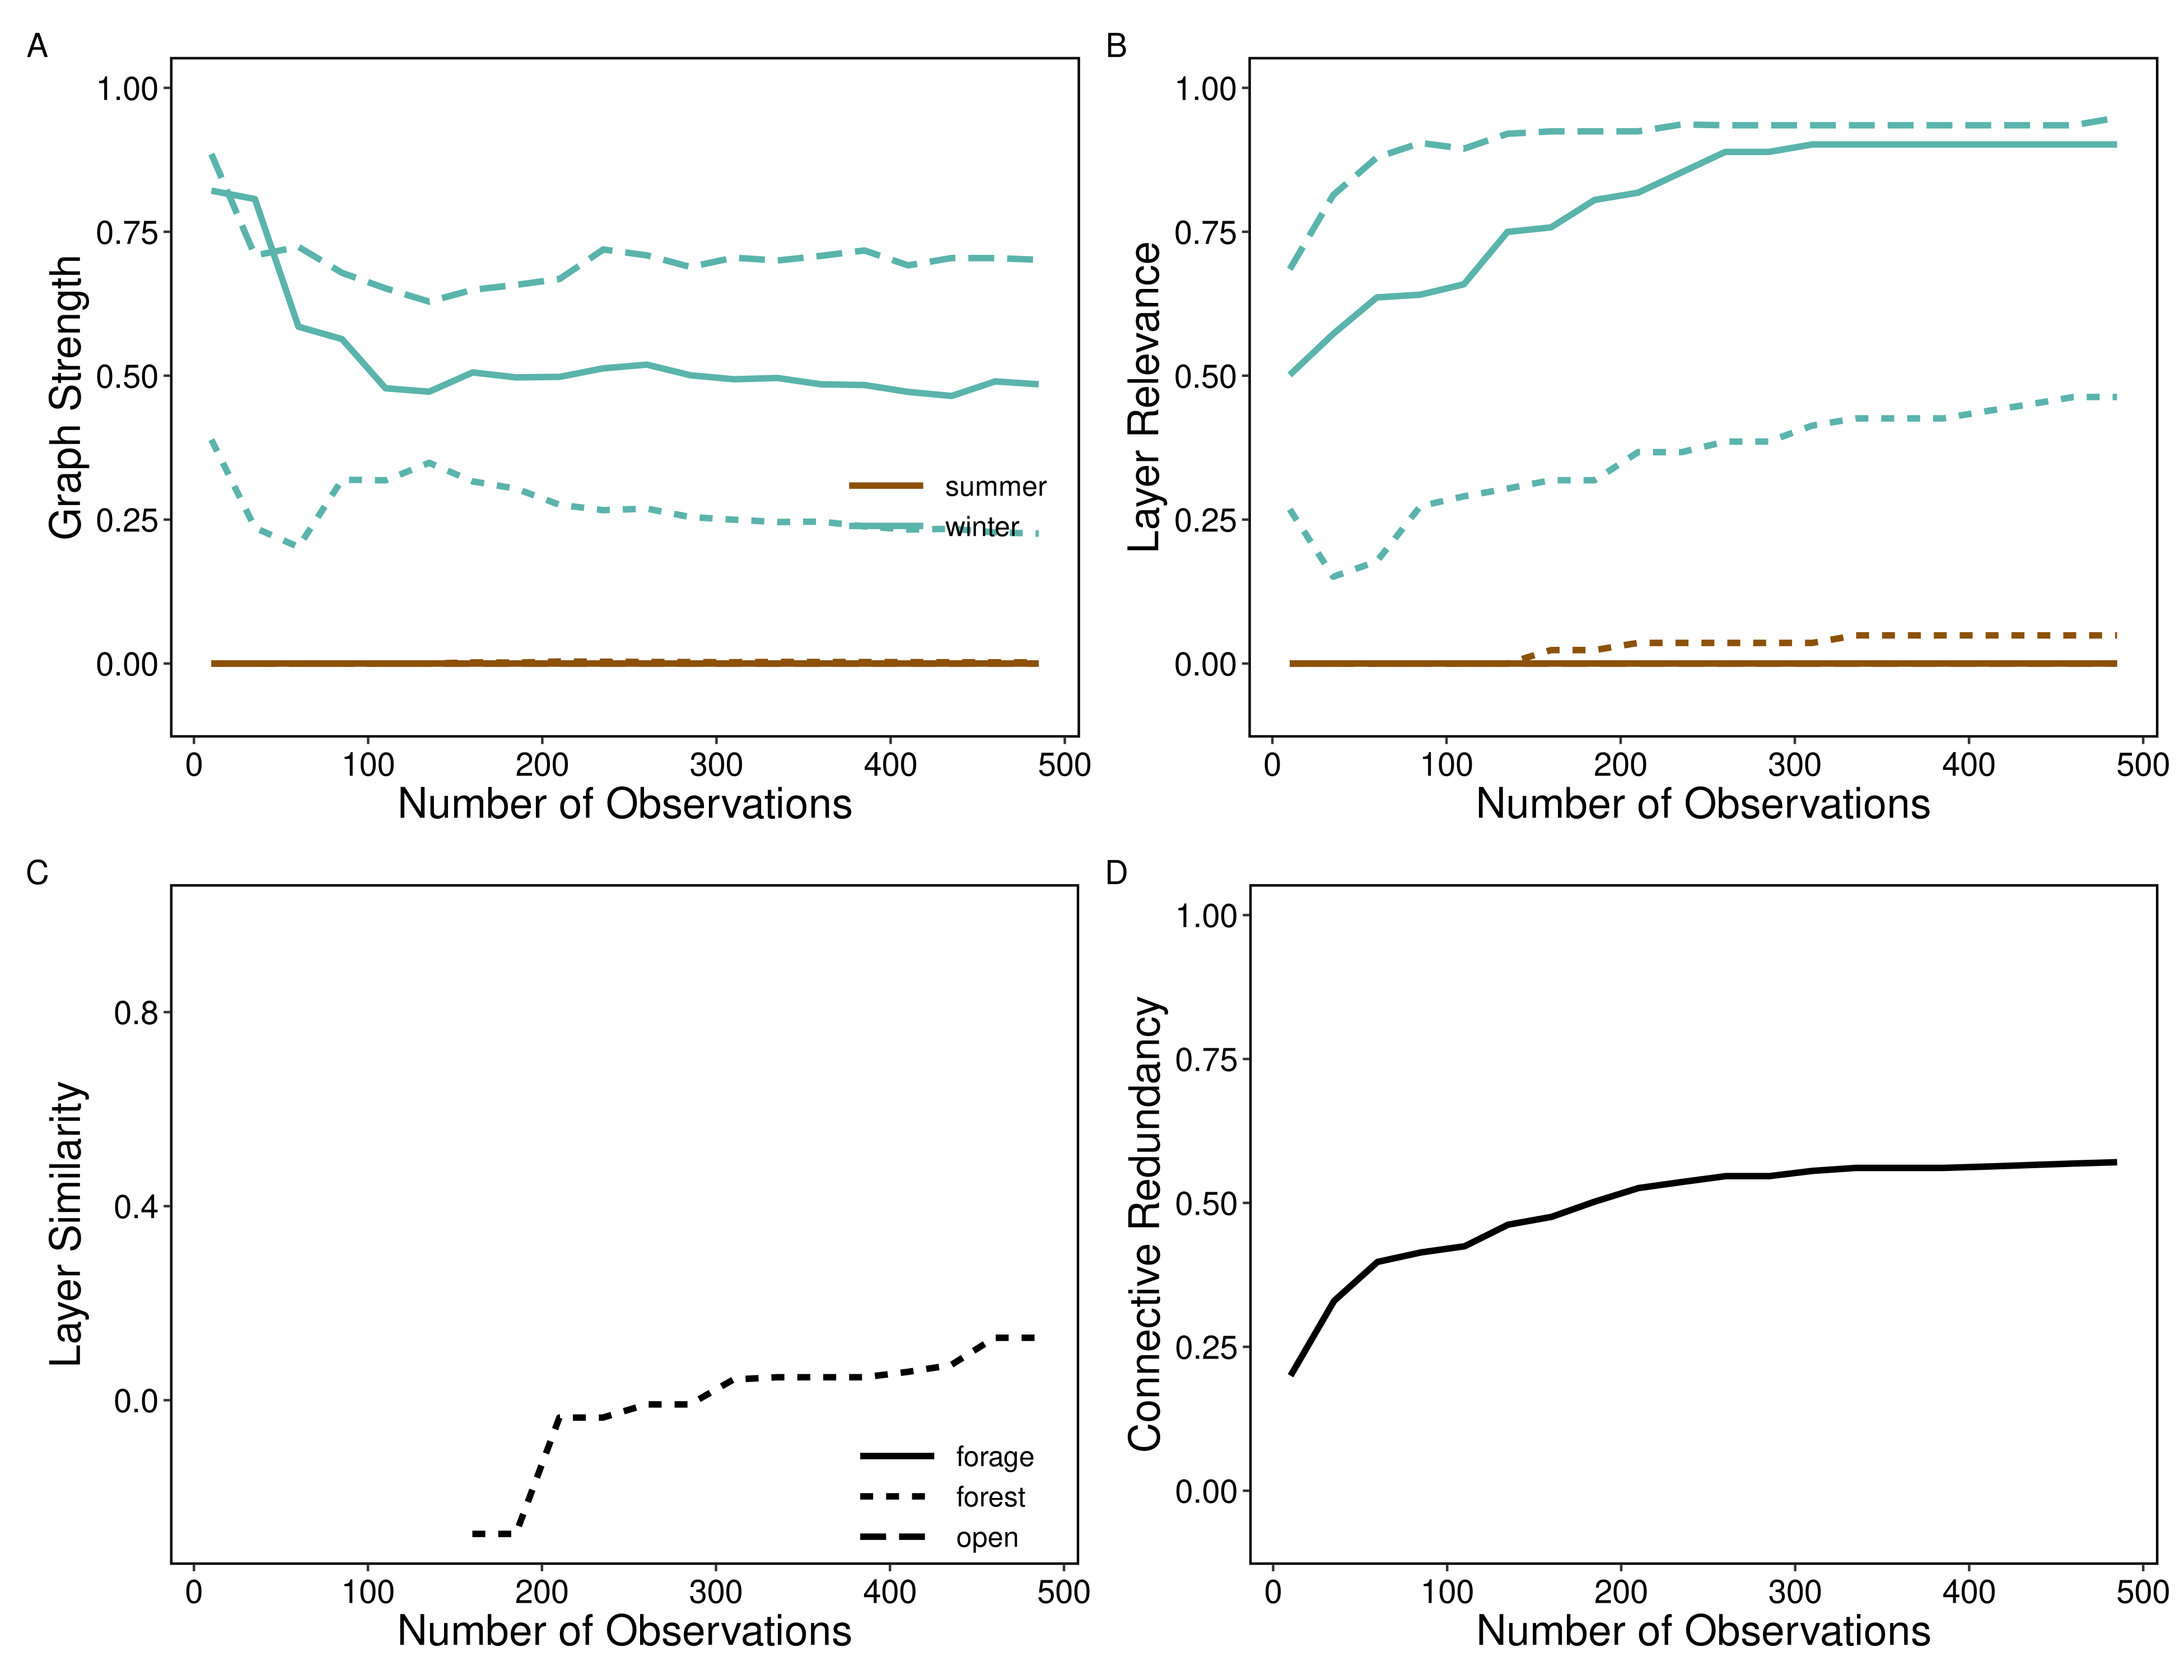 A
1.00
0.75
0.50
0.25
0.00
Graph Strength
summer
winter
0 100 200 300 400 500
Number of Observations
B
1.00
0.75
0.50
0.25
0.00
Layer Relevance
0 100 200 300 400 500
Number of Observations
C
0.8
0.4
0.0
Layer Similarity
forage
forest
open
0 100 200 300 400 500
Number of Observations
D
1.00
0.75
0.50
0.25
0.00
Connective Redundancy
0 100 200 300 400 500
Number of Observations